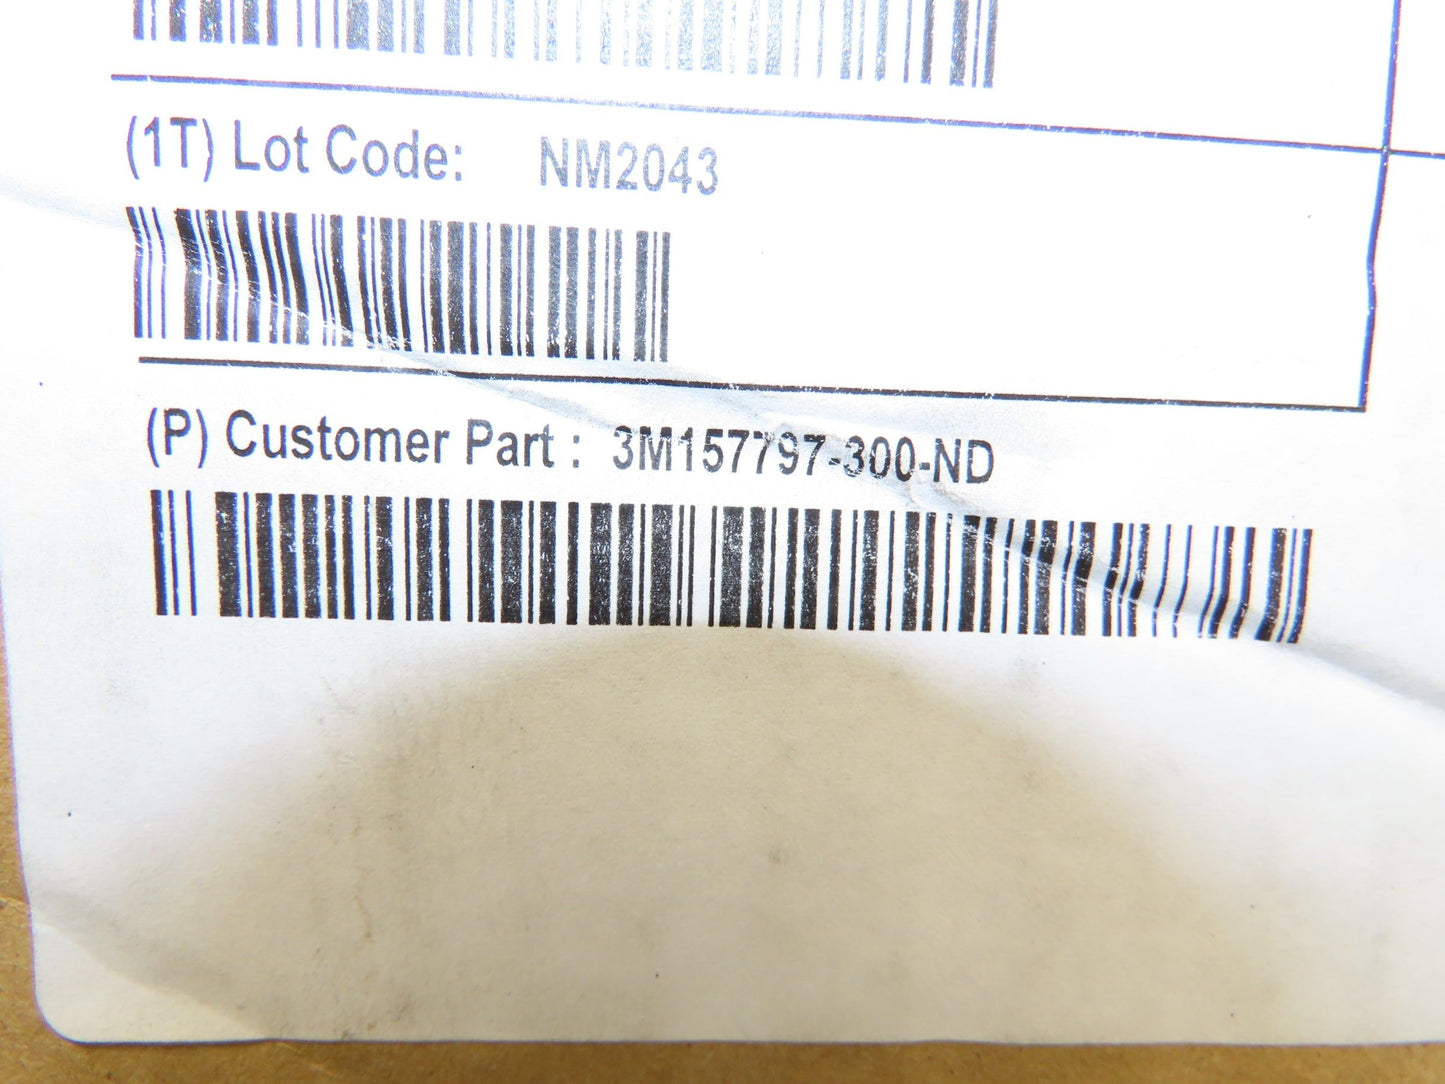 (1T) Lot Code: NM2043
(P) Customer Part : 3M157797-300-ND